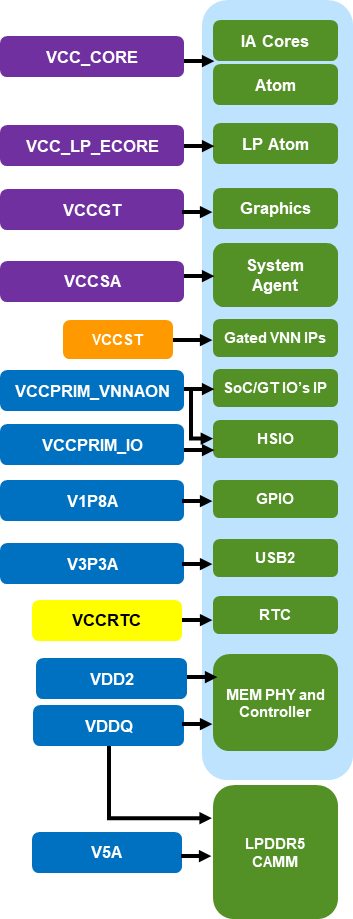 VCC_CORE
IA Cores
Atom
VCC_LP_ECORE
LP Atom
VCCGT
Graphics
VCCSA
System
Agent
VCCST
Gated VNN IPs
VCCPRIM_VNNAON
SoC/GT IO's IP
VCCPRIM_IO
HSIO
V1P8A
GPIO
V3P3A
USB2
VCCRTC
RTC
VDD2
VDDQ
MEM PHY and
Controller
V5A
LPDDR5
CAMM